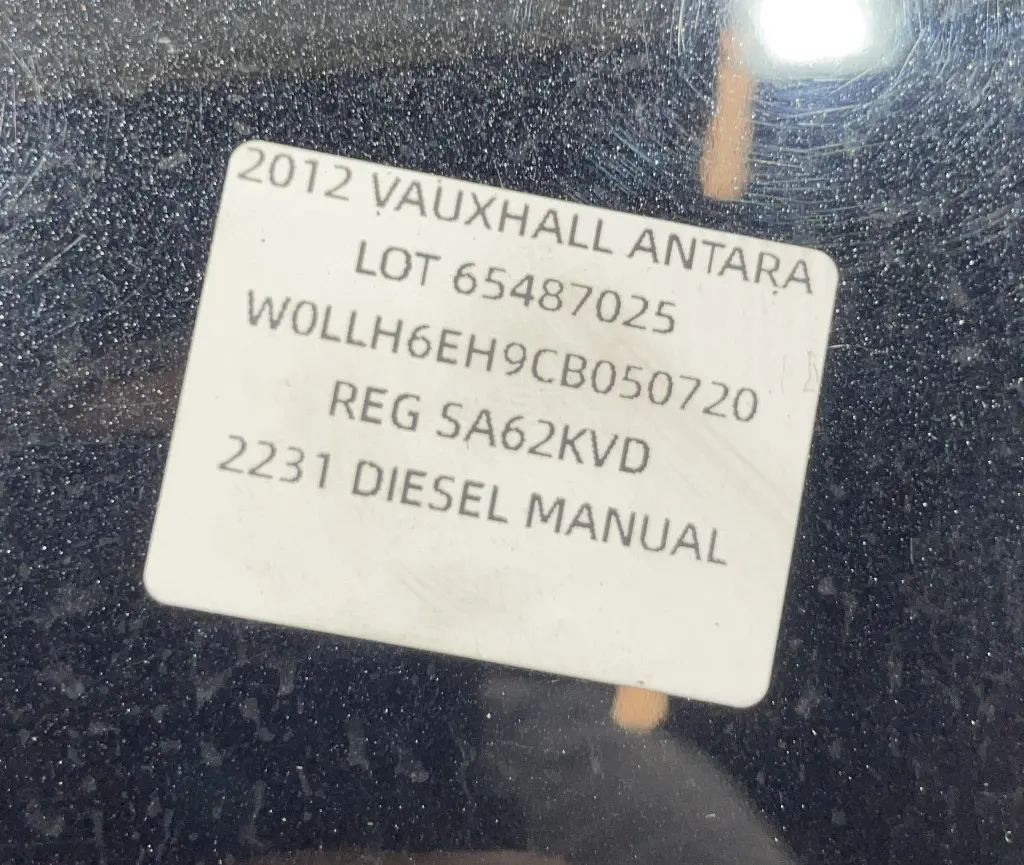 2012 VAUXHALL ANTARA
LOT 65487025
W0LLH6EH9CB050720
REG SA62KVD
2231 DIESEL MANUAL